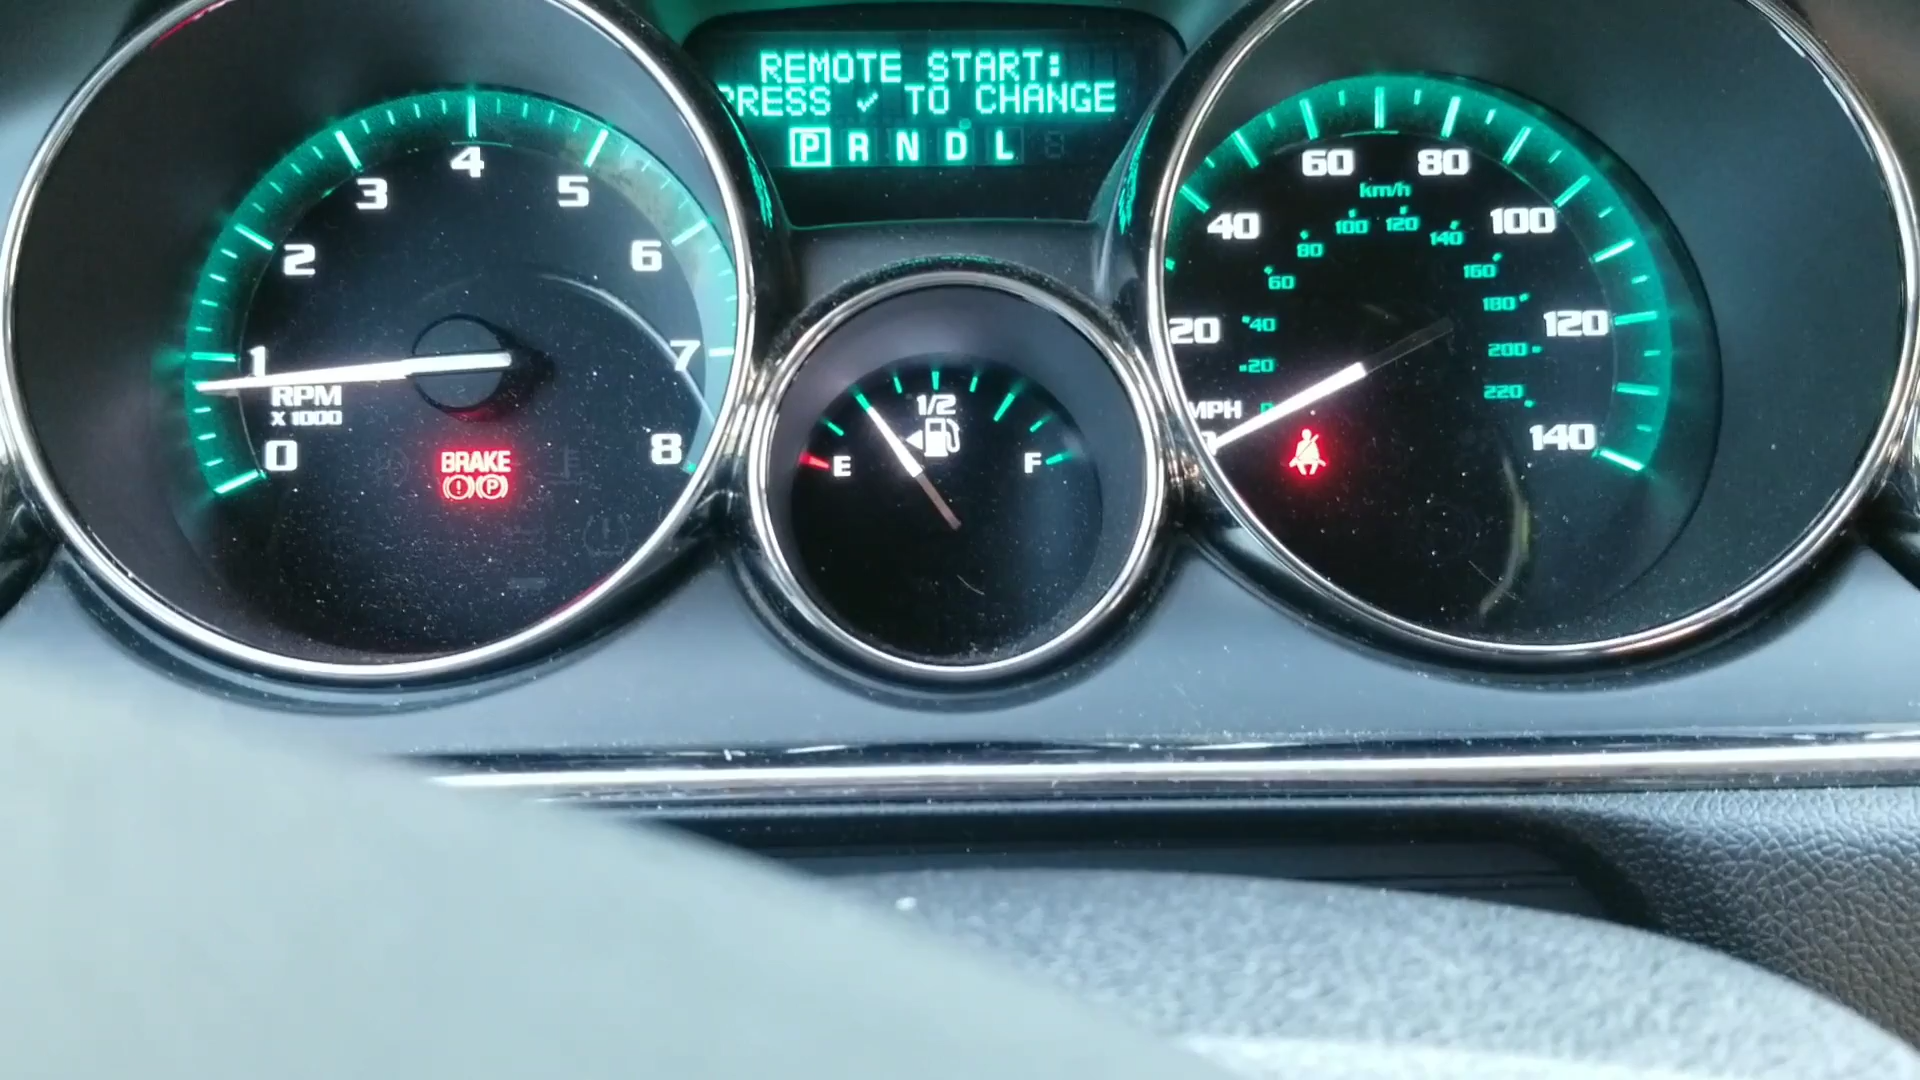 REMOTE START:
PRESS ✓ TO CHANGE
P R N D L
0 1 2 3 4 5 6 7 8
RPM
X 1000
BRAKE
(!) (P)
E 1/2 F
20 40 60 80 100 120 140
MPH
km/h
20 40 60 80 100 120 140 160 180 200 220